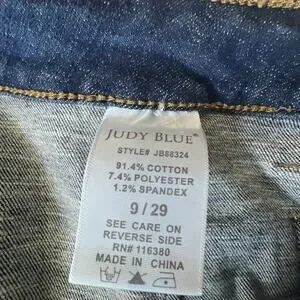 JUDY BLUE®
STYLE# JB88324
91.4% COTTON
7.4% POLYESTER
1.2% SPANDEX
9 / 29
SEE CARE ON
REVERSE SIDE
RN# 116380
MADE IN CHINA